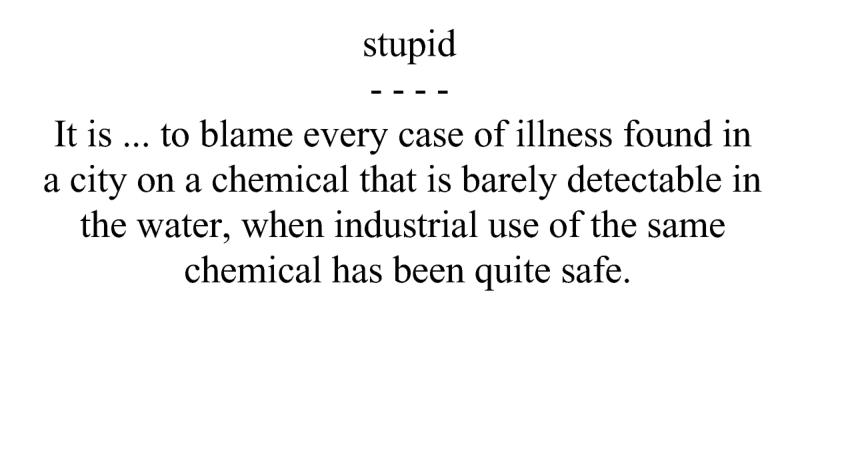 stupid
- - - -
It is ... to blame every case of illness found in
a city on a chemical that is barely detectable in
the water, when industrial use of the same
chemical has been quite safe.